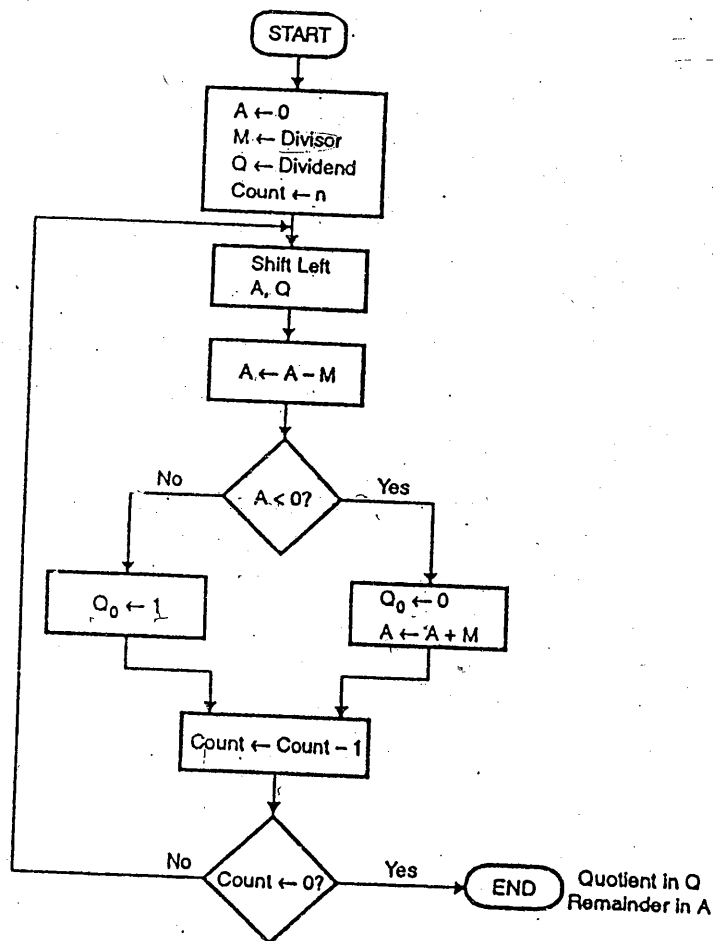 START
A ← 0
M ← Divisor
Q ← Dividend
Count ← n
Shift Left
A, Q
A ← A – M
A < 0?
No
Yes
Q₀ ← 1
Q₀ ← 0
A ← A + M
Count ← Count – 1
Count ← 0?
No
Yes
END
Quotient in Q
Remainder in A